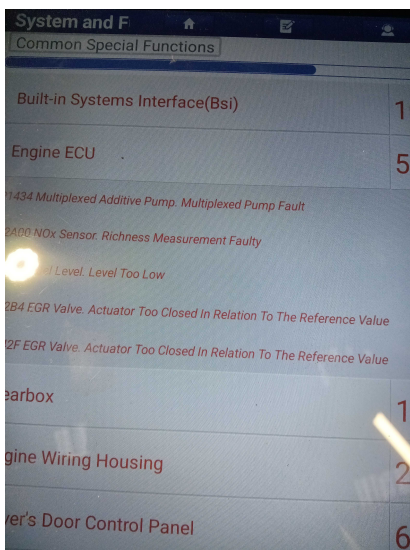 System and F
Common Special Functions
Built-in Systems Interface(Bsi)
1
Engine ECU
5
1434 Multiplexed Additive Pump. Multiplexed Pump Fault
2A00 NOx Sensor. Richness Measurement Faulty
Level. Level Too Low
2B4 EGR Valve. Actuator Too Closed In Relation To The Reference Value
2F EGR Valve. Actuator Too Closed In Relation To The Reference Value
earbox
1
gine Wiring Housing
2
ver's Door Control Panel
6